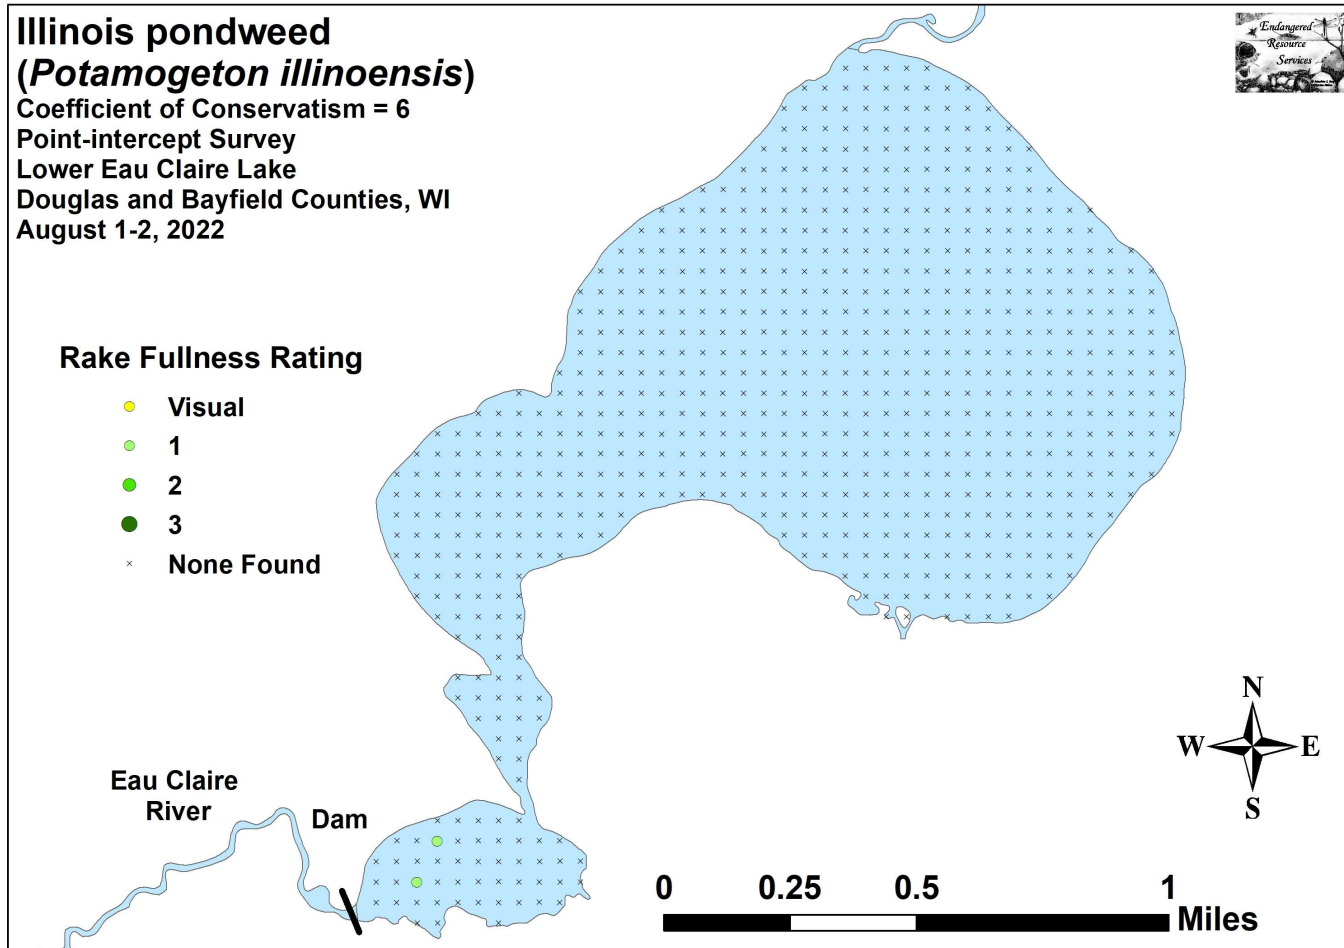 Illinois pondweed
(Potamogeton illinoensis)
Coefficient of Conservatism = 6
Point-intercept Survey
Lower Eau Claire Lake
Douglas and Bayfield Counties, WI
August 1-2, 2022
Endangered
Resource
Services
Rake Fullness Rating
Visual
1
2
3
None Found
N
W E
S
Eau Claire
River
Dam
0 0.25 0.5 1
Miles